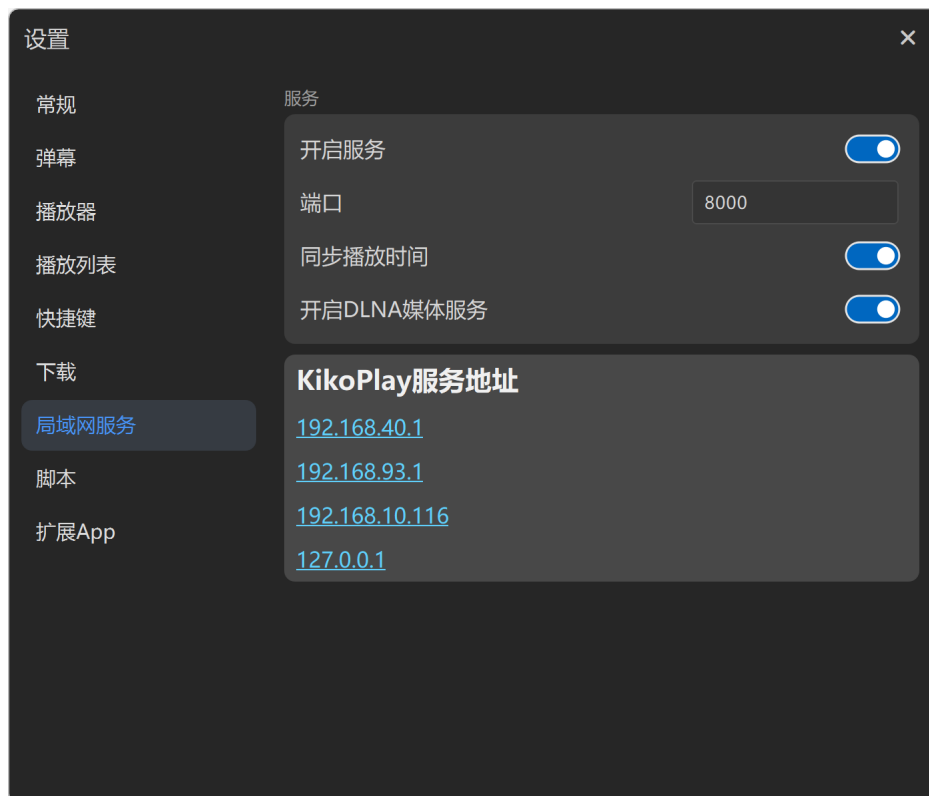 设置
常规
弹幕
播放器
播放列表
快捷键
下载
局域网服务
脚本
扩展App
服务
开启服务
端口 8000
同步播放时间
开启DLNA媒体服务
KikoPlay服务地址
192.168.40.1
192.168.93.1
192.168.10.116
127.0.0.1